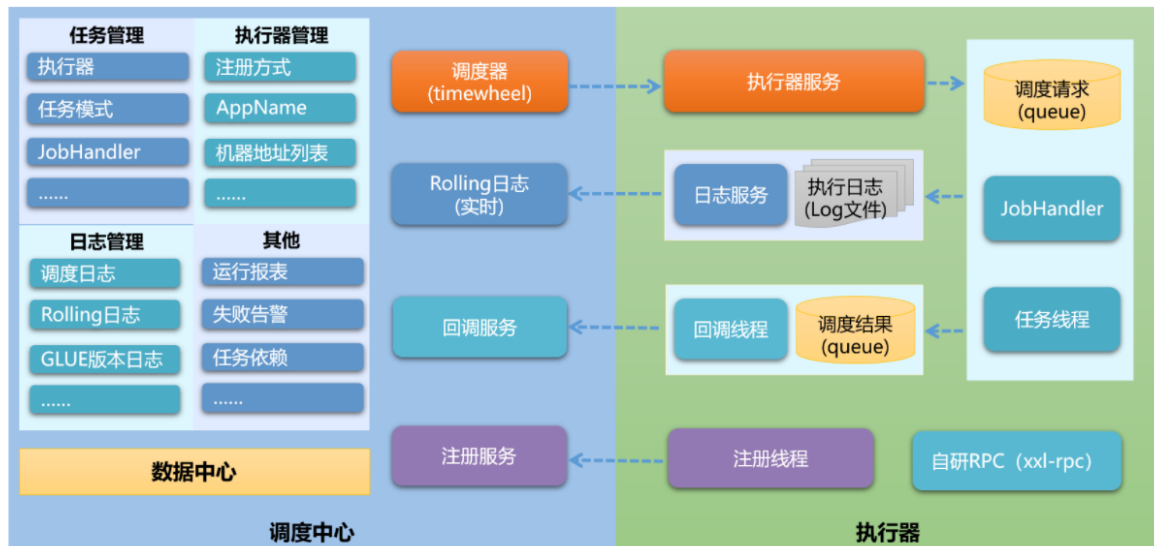 任务管理
执行器
任务模式
JobHandler
......
执行器管理
注册方式
AppName
机器地址列表
......
日志管理
调度日志
Rolling日志
GLUE版本日志
......
其他
运行报表
失败告警
任务依赖
......
数据中心
调度器
(timewheel)
Rolling日志
(实时)
回调服务
注册服务
调度中心
执行器服务
日志服务
执行日志
(Log文件)
回调线程
调度结果
(queue)
注册线程
调度请求
(queue)
JobHandler
任务线程
自研RPC（xxl-rpc）
执行器